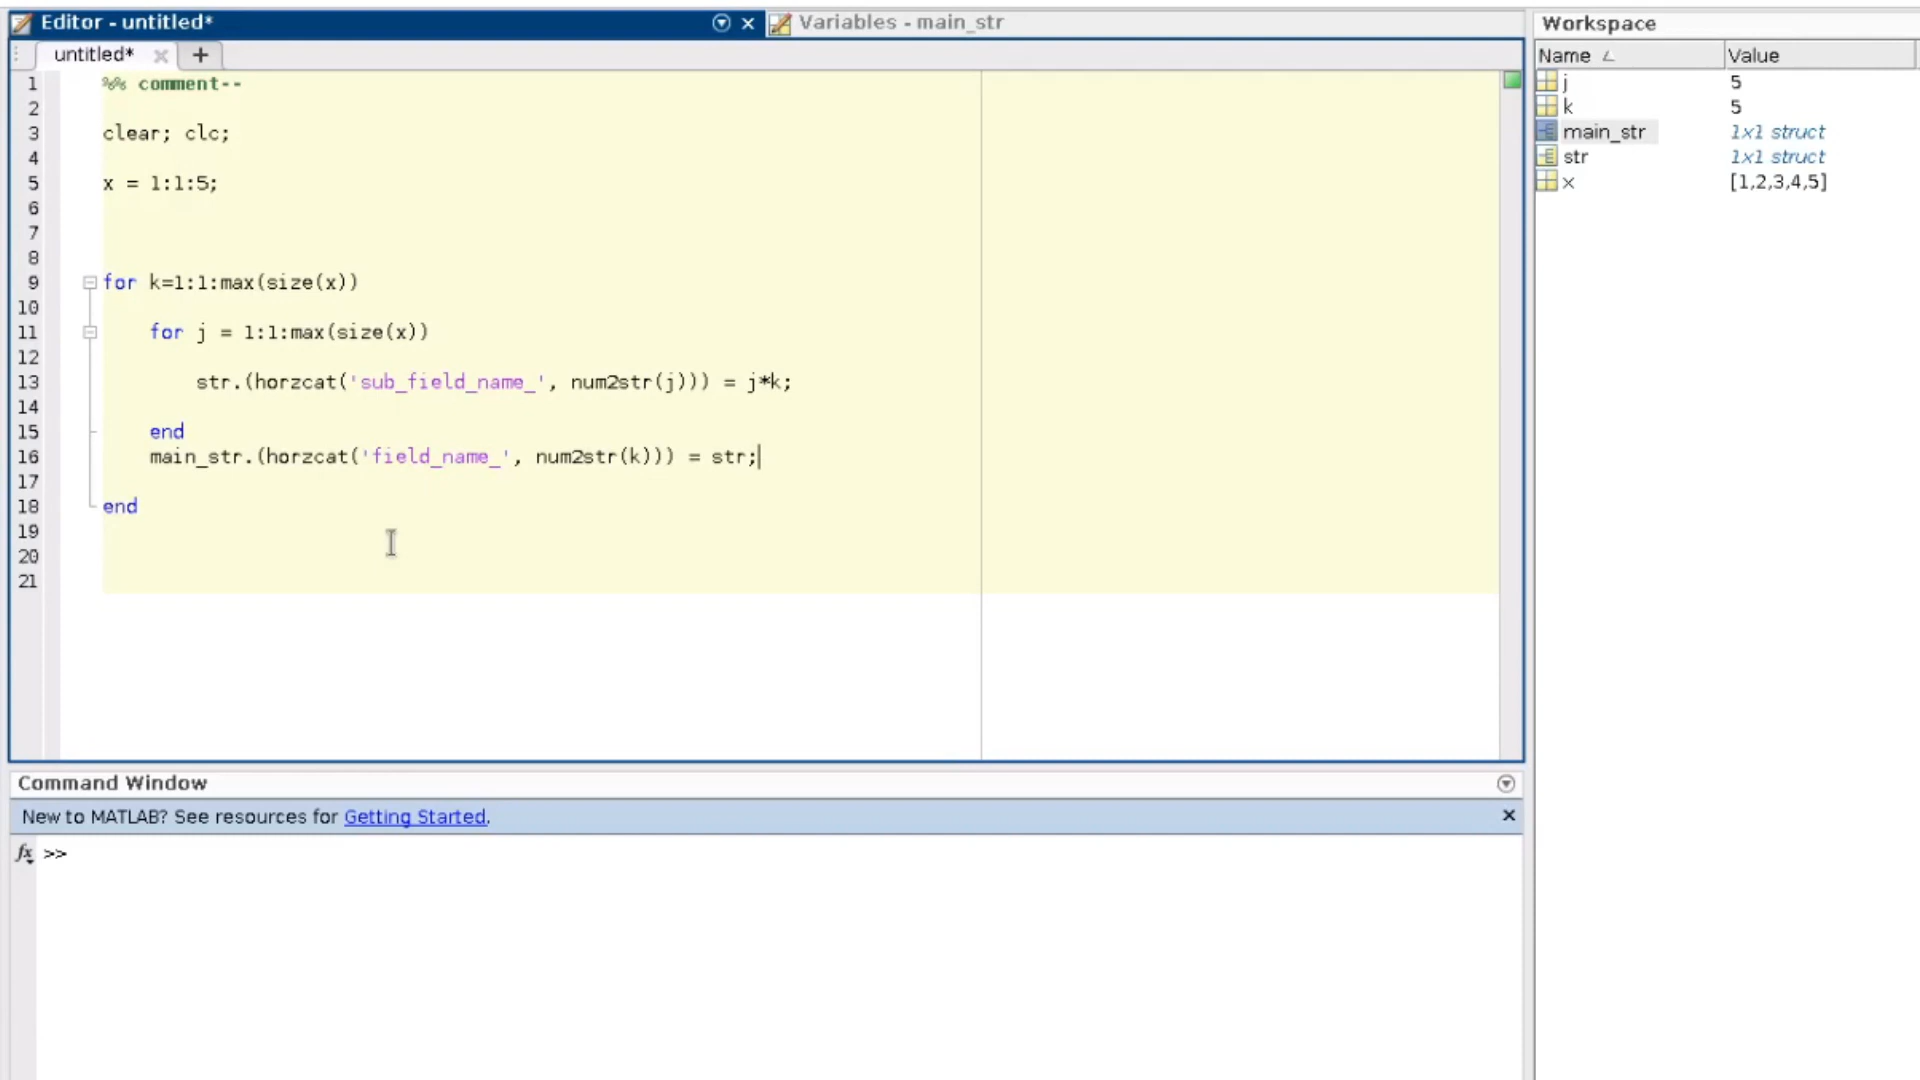 Editor - untitled*
Variables - main_str
untitled*
+
1 %% comment--
2
3 clear; clc;
4
5 x = 1:1:5;
6
7
8
9 for k=1:1:max(size(x))
10
11 for j = 1:1:max(size(x))
12
13 str.(horzcat('sub_field_name_', num2str(j))) = j*k;
14
15 end
16 main_str.(horzcat('field_name_', num2str(k))) = str;
17
18 end
19
20
21
Command Window
New to MATLAB? See resources for Getting Started.
fx >>
Workspace
Name Value
j 5
k 5
main_str 1x1 struct
str 1x1 struct
x [1,2,3,4,5]